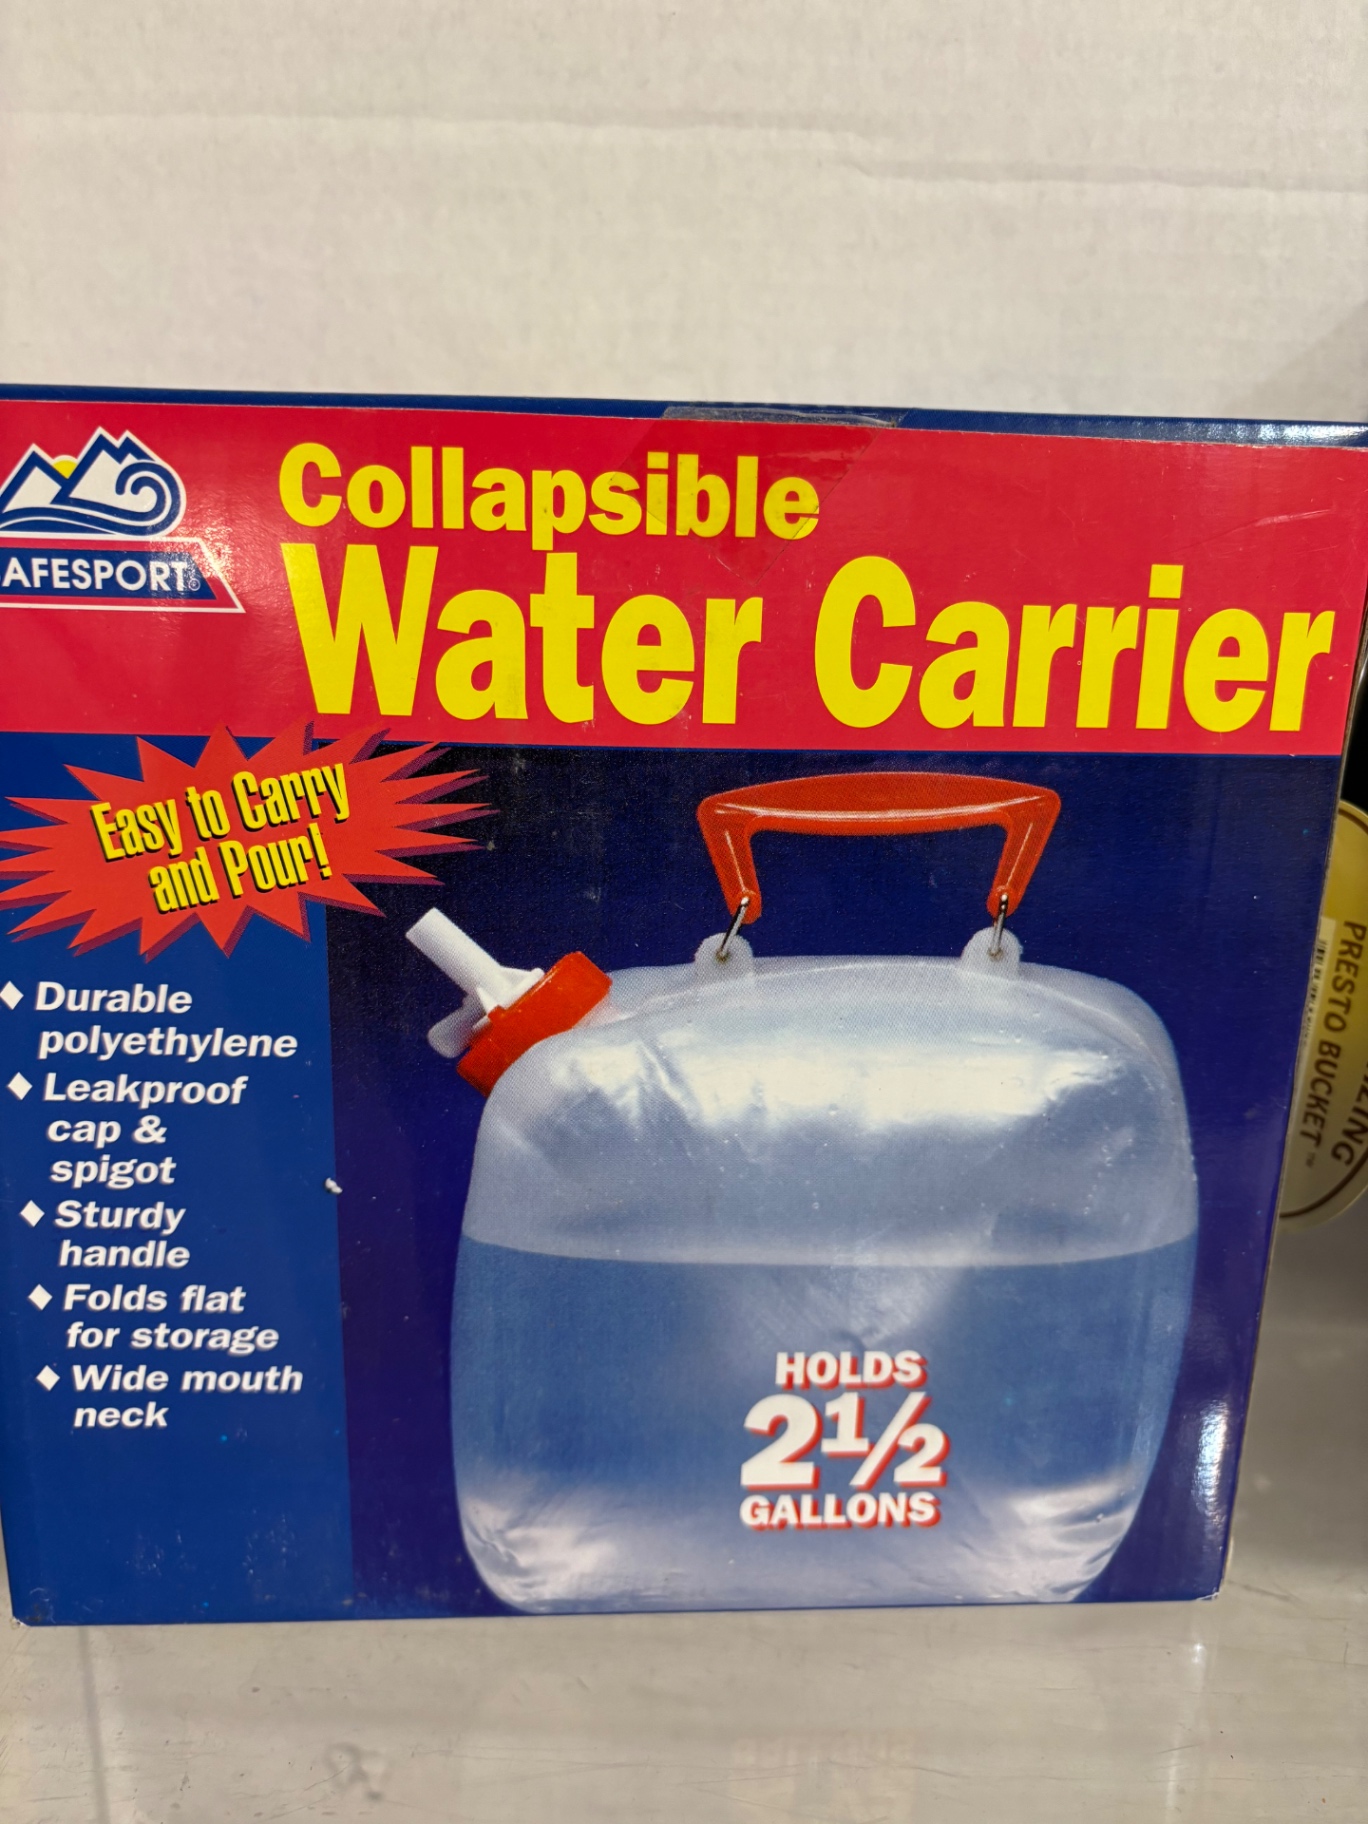 AFESPORT
Collapsible
Water Carrier
Easy to Carry
and Pour!
Durable
polyethylene
Leakproof
cap &
spigot
Sturdy
handle
Folds flat
for storage
Wide mouth
neck
HOLDS
2½
GALLONS
PRESTO BUCKET™